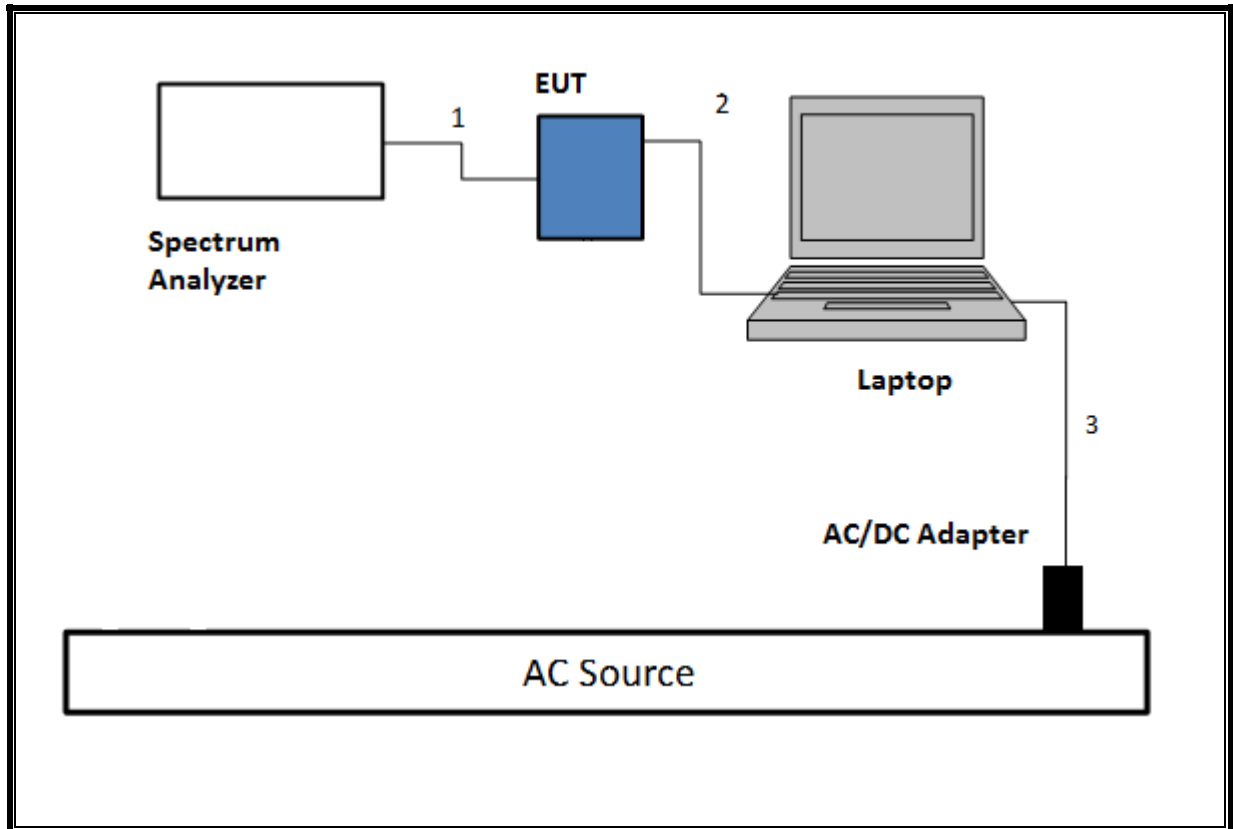 EUT
1
2
Spectrum
Analyzer
Laptop
3
AC/DC Adapter
AC Source